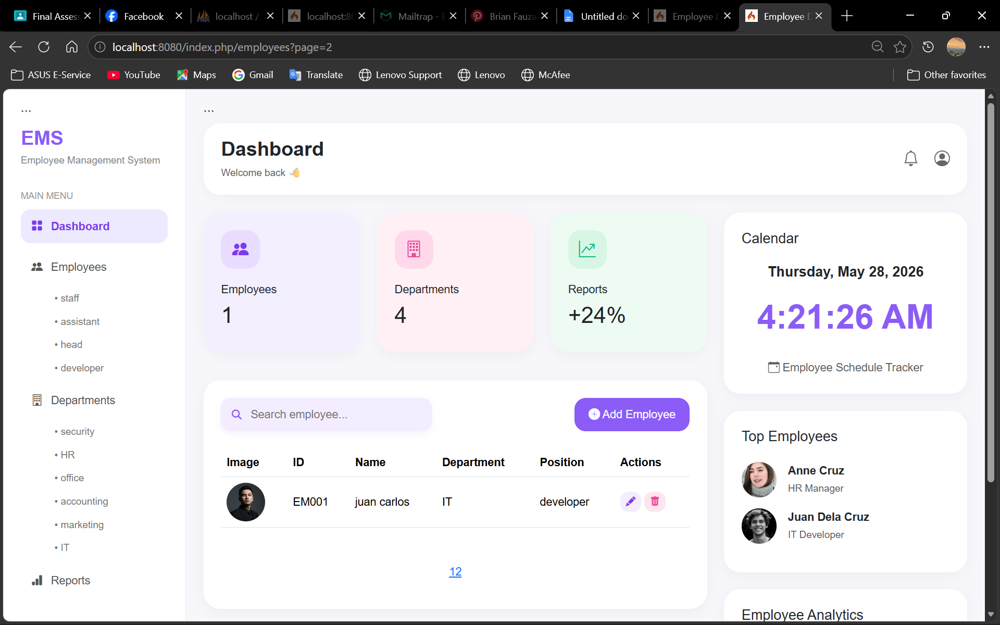 Final Assess
Facebook
localhost /
localhost:80
Mailtrap - E
Brian Fauza
Untitled do
Employee D
Employee D
localhost:8080/index.php/employees?page=2
ASUS E-Service
YouTube
Maps
Gmail
Translate
Lenovo Support
Lenovo
McAfee
Other favorites
```
EMS
Employee Management System
MAIN MENU
Dashboard
Employees
• staff
• assistant
• head
• developer
Departments
• security
• HR
• office
• accounting
• marketing
• IT
Reports
```
Dashboard
Welcome back 👋
Employees
1
Departments
4
Reports
+24%
Search employee...
Add Employee
Image ID Name Department Position Actions
EM001 juan carlos IT developer
12
Calendar
Thursday, May 28, 2026
4:21:26 AM
Employee Schedule Tracker
Top Employees
Anne Cruz
HR Manager
Juan Dela Cruz
IT Developer
Employee Analytics